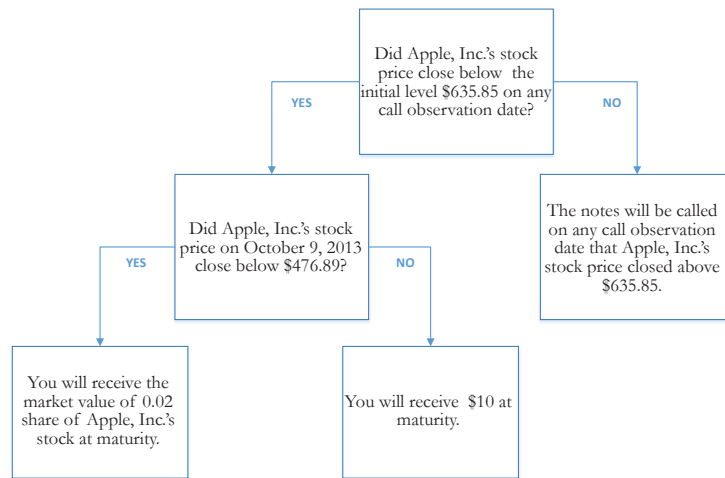 Did Apple, Inc.'s stock
price close below the
initial level $635.85 on any
call observation date?
YES
NO
Did Apple, Inc.'s stock
price on October 9, 2013
close below $476.89?
The notes will be called
on any call observation
date that Apple, Inc.'s
stock price closed above
$635.85.
YES
NO
You will receive the
market value of 0.02
share of Apple, Inc.'s
stock at maturity.
You will receive $10 at
maturity.